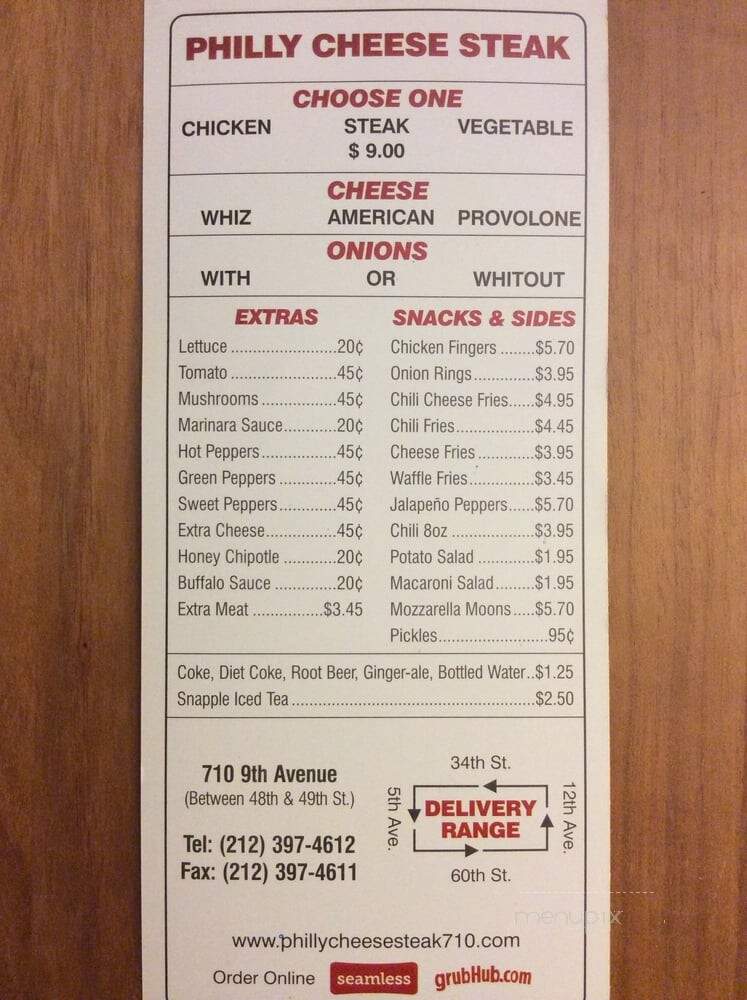 PHILLY CHEESE STEAK
CHOOSE ONE
CHICKEN STEAK VEGETABLE
$ 9.00
CHEESE
WHIZ AMERICAN PROVOLONE
ONIONS
WITH OR WHITOUT
EXTRAS
Lettuce ........................20¢
Tomato ........................45¢
Mushrooms .................45¢
Marinara Sauce............20¢
Hot Peppers.................45¢
Green Peppers .............45¢
Sweet Peppers.............45¢
Extra Cheese................45¢
Honey Chipotle ............20¢
Buffalo Sauce ..............20¢
Extra Meat ................$3.45
SNACKS & SIDES
Chicken Fingers ........$5.70
Onion Rings..............$3.95
Chili Cheese Fries......$4.95
Chili Fries..................$4.45
Cheese Fries .............$3.95
Waffle Fries...............$3.45
Jalapeño Peppers......$5.70
Chili 8oz ...................$3.95
Potato Salad .............$1.95
Macaroni Salad.........$1.95
Mozzarella Moons.....$5.70
Pickles.........................95¢
Coke, Diet Coke, Root Beer, Ginger-ale, Bottled Water..$1.25
Snapple Iced Tea ........................................................$2.50
710 9th Avenue
(Between 48th & 49th St.)
Tel: (212) 397-4612
Fax: (212) 397-4611
34th St.
5th Ave.
DELIVERY
RANGE
12th Ave.
60th St.
menupix
www.phillycheesesteak710.com
Order Online seamless grubHub.com